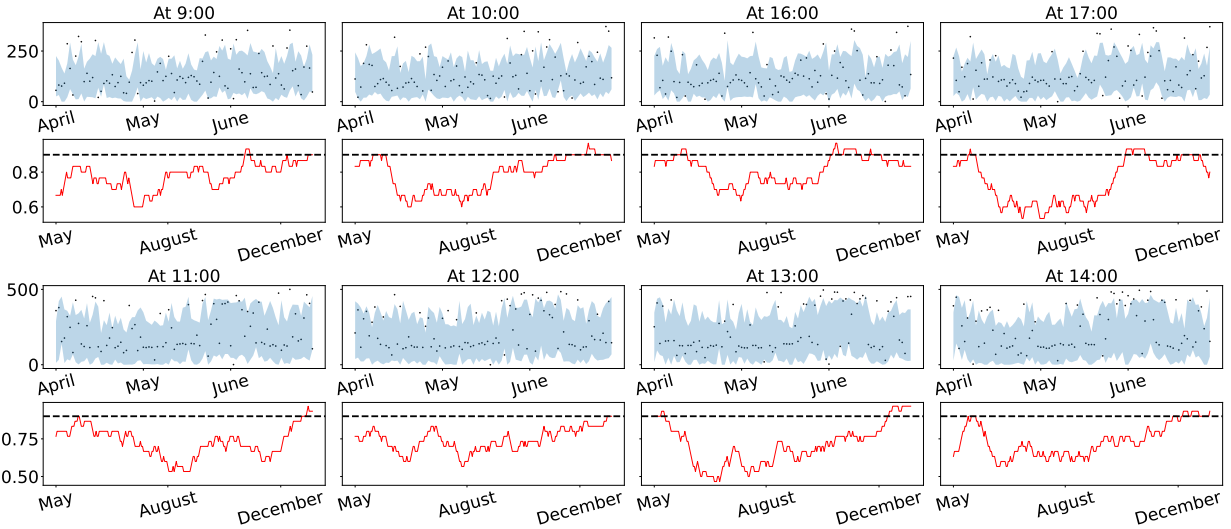 At 9:00 At 10:00 At 16:00 At 17:00
250
0
April May June April May June April May June April May June
0.8
0.6
May August December May August December May August December May August December
At 11:00 At 12:00 At 13:00 At 14:00
500
0
April May June April May June April May June April May June
0.75
0.50
May August December May August December May August December May August December